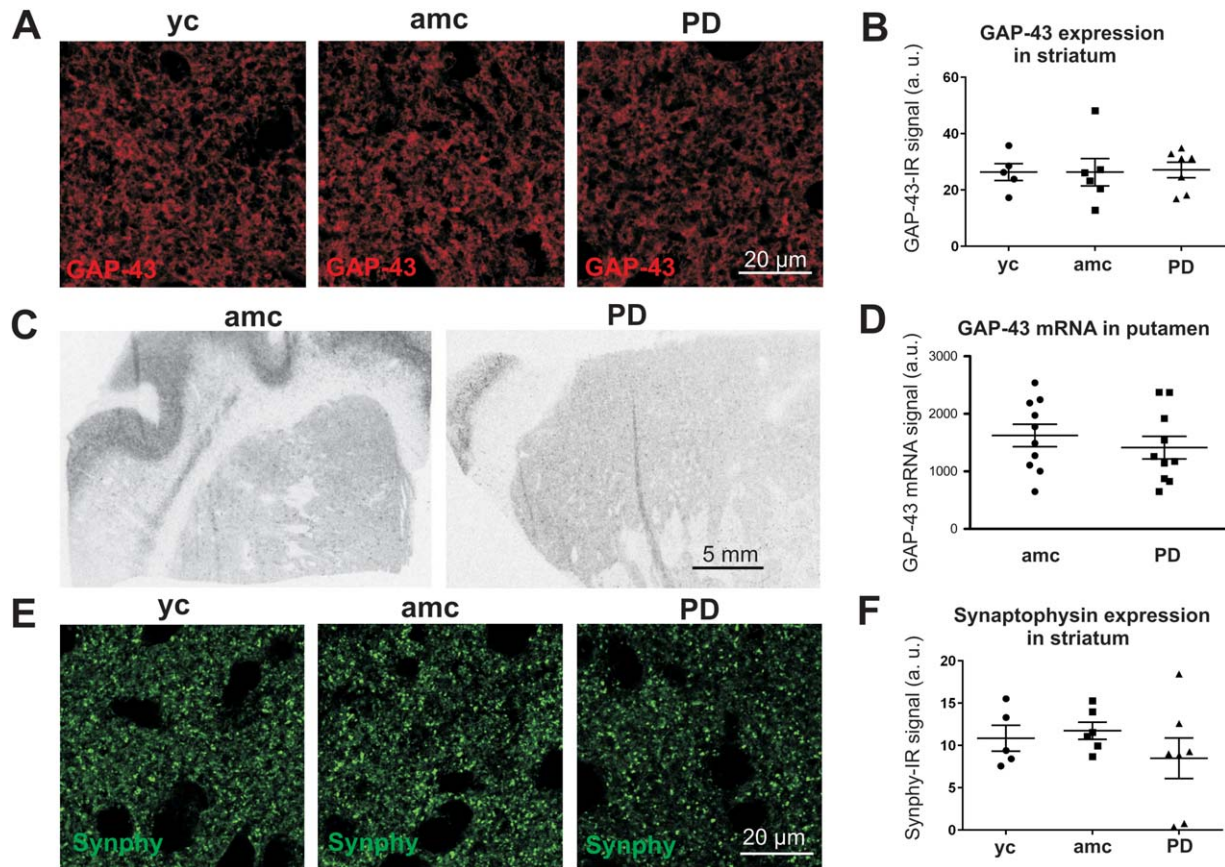 A
yc
amc
PD
GAP-43
GAP-43
GAP-43
20 µm
B
GAP-43 expression
in striatum
GAP-43-IR signal (a. u.)
60
40
20
0
yc
amc
PD
C
amc
PD
5 mm
D
GAP-43 mRNA in putamen
GAP-43 mRNA signal (a.u.)
3000
2000
1000
0
amc
PD
E
yc
amc
PD
Synphy
Synphy
Synphy
20 µm
F
Synaptophysin expression
in striatum
Synphy-IR signal (a. u.)
20
15
10
5
0
yc
amc
PD